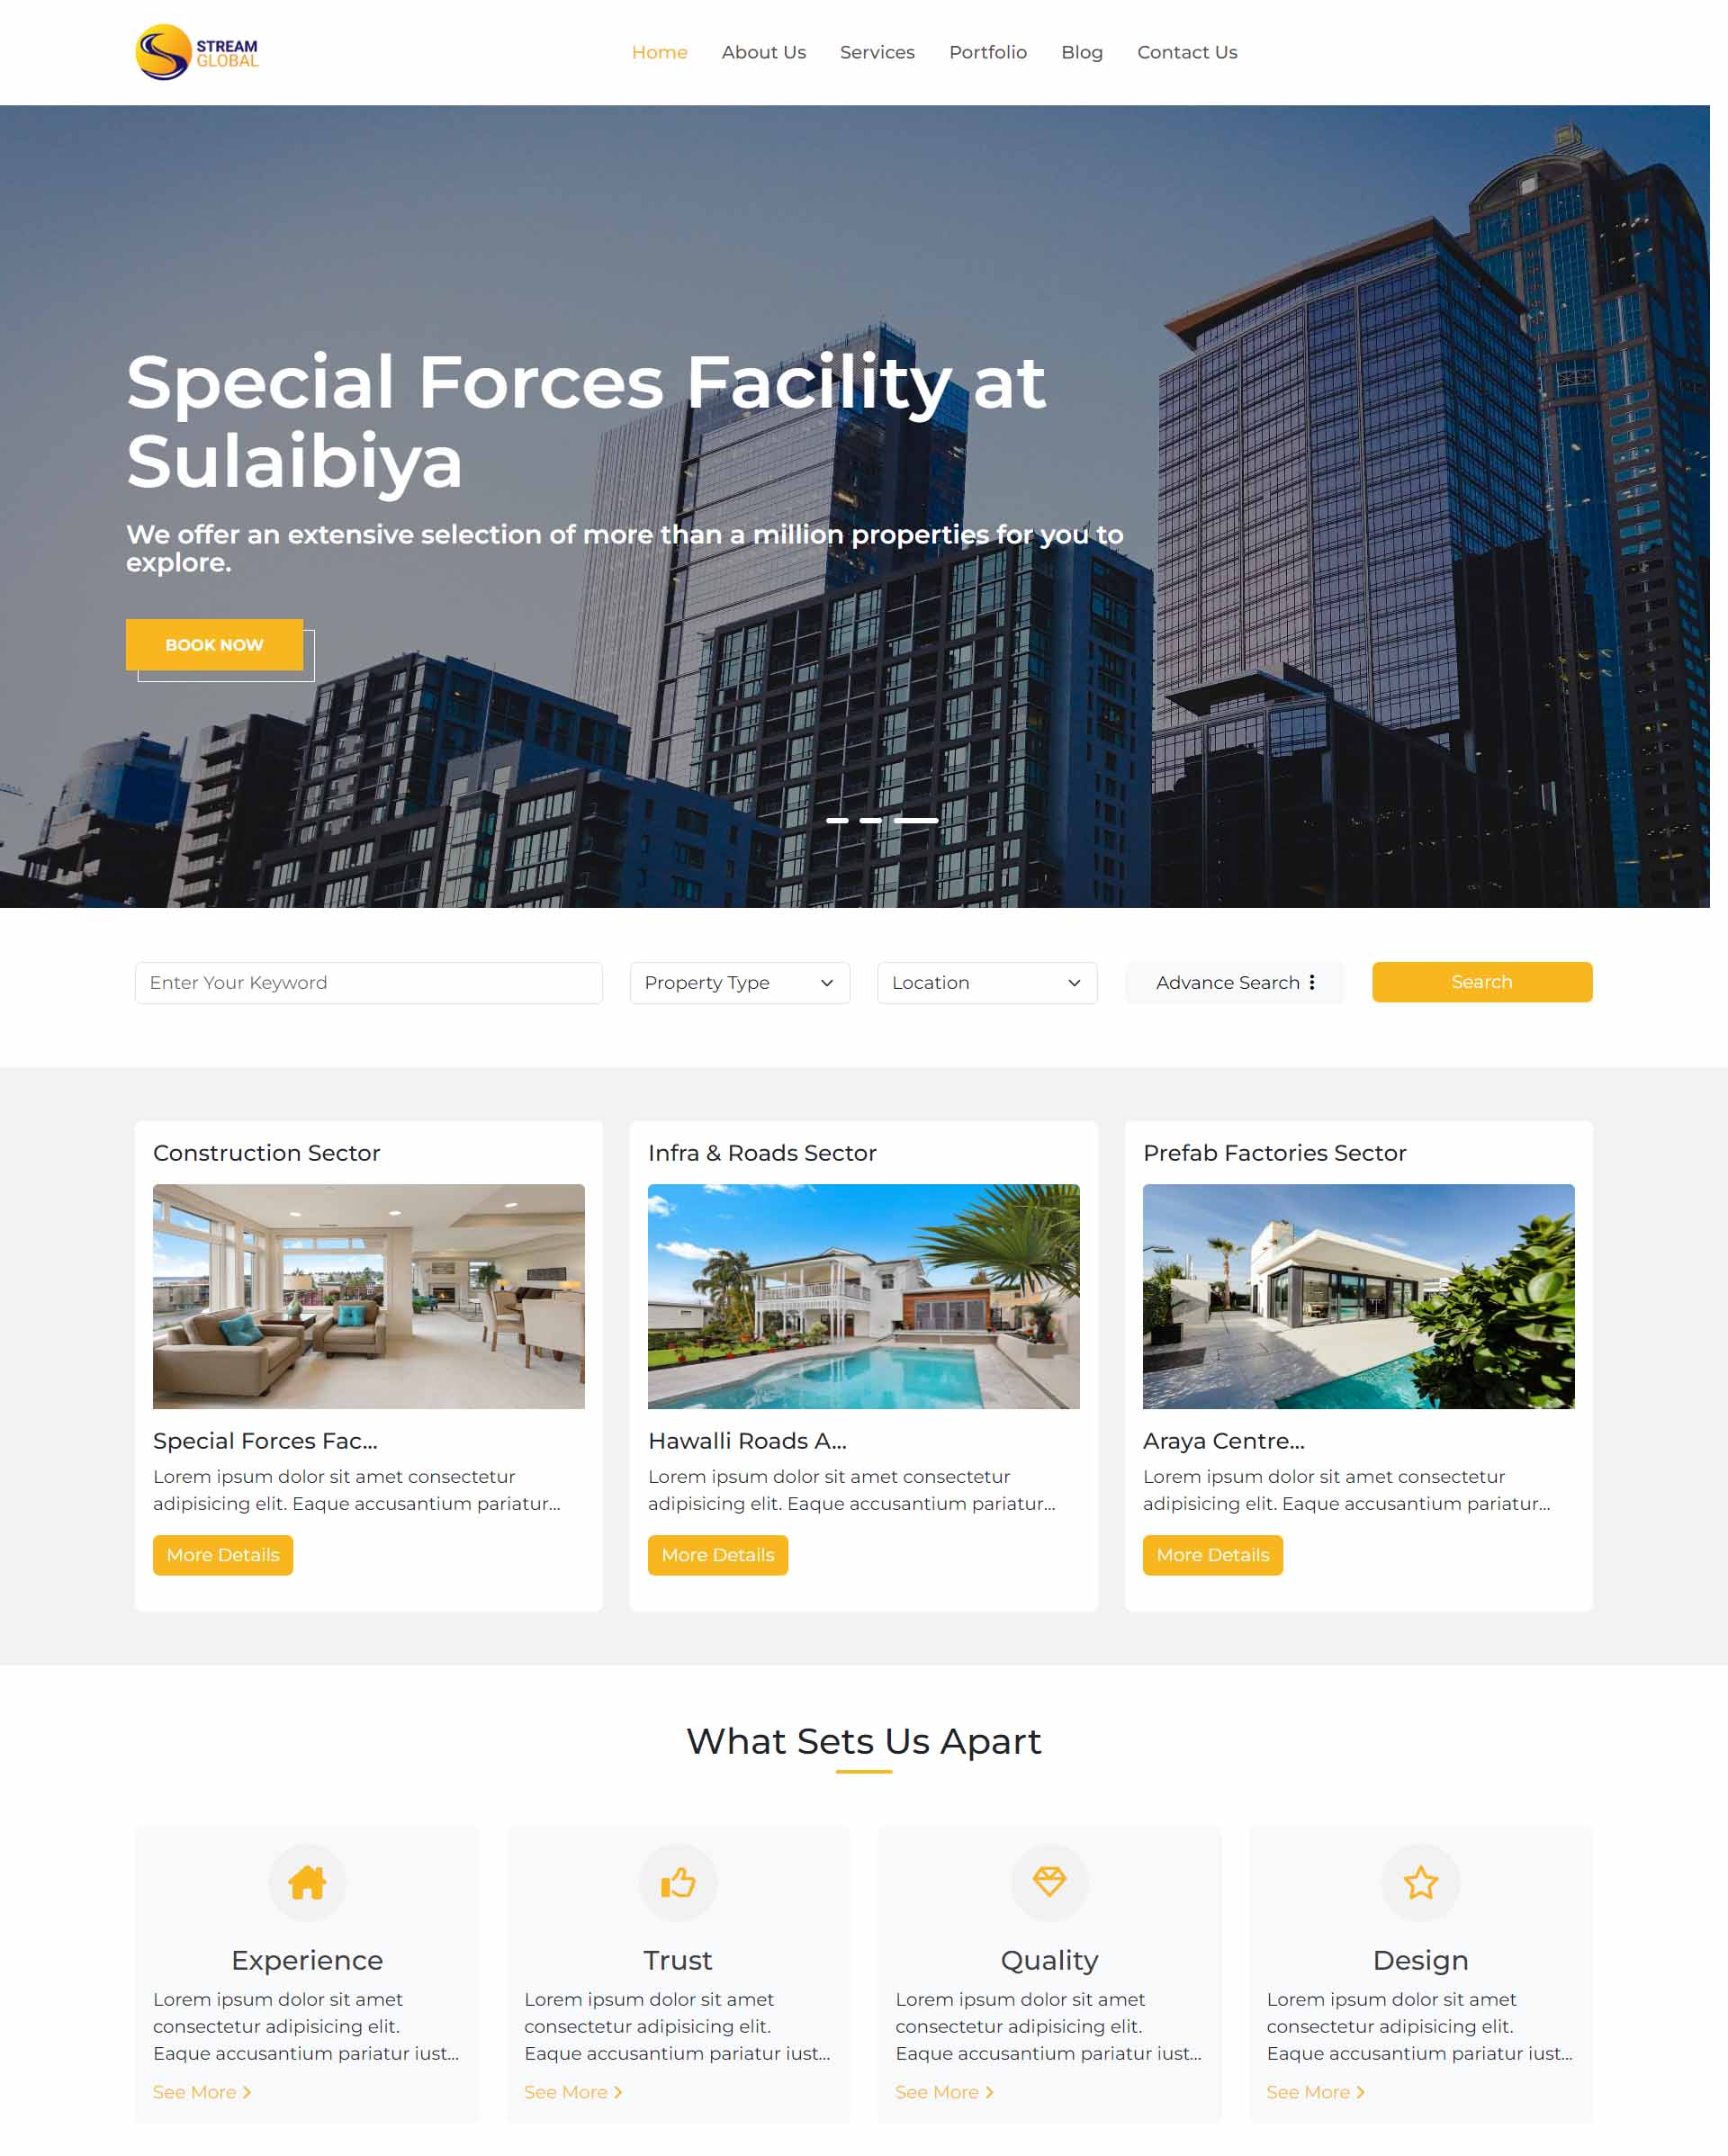 STREAM
GLOBAL
Home About Us Services Portfolio Blog Contact Us
Special Forces Facility at
Sulaibiya
We offer an extensive selection of more than a million properties for you to
explore.
BOOK NOW
Enter Your Keyword Property Type Location Advance Search Search
Construction Sector
Special Forces Fac...
Lorem ipsum dolor sit amet consectetur
adipisicing elit. Eaque accusantium pariatur...
More Details
Infra & Roads Sector
Hawalli Roads A...
Lorem ipsum dolor sit amet consectetur
adipisicing elit. Eaque accusantium pariatur...
More Details
Prefab Factories Sector
Araya Centre...
Lorem ipsum dolor sit amet consectetur
adipisicing elit. Eaque accusantium pariatur...
More Details
What Sets Us Apart
Experience
Lorem ipsum dolor sit amet
consectetur adipisicing elit.
Eaque accusantium pariatur iust...
See More
Trust
Lorem ipsum dolor sit amet
consectetur adipisicing elit.
Eaque accusantium pariatur iust...
See More
Quality
Lorem ipsum dolor sit amet
consectetur adipisicing elit.
Eaque accusantium pariatur iust...
See More
Design
Lorem ipsum dolor sit amet
consectetur adipisicing elit.
Eaque accusantium pariatur iust...
See More